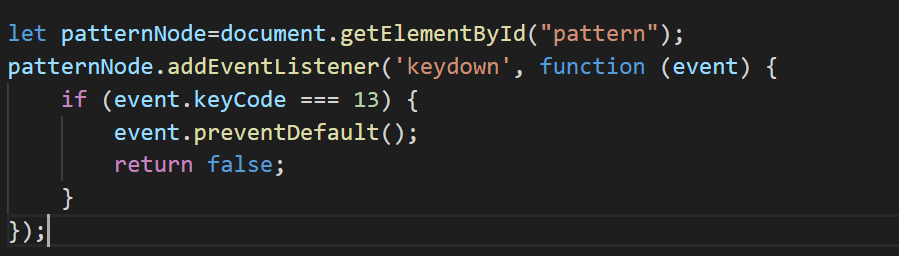 let patternNode=document.getElementById("pattern");
patternNode.addEventListener('keydown', function (event) {
    if (event.keyCode === 13) {
        event.preventDefault();
        return false;
    }
});